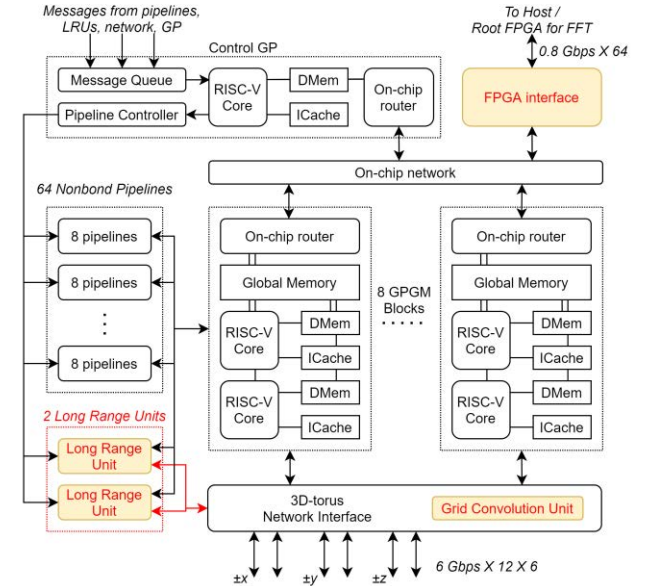 Messages from pipelines,
LRUs, network, GP
To Host /
Root FPGA for FFT
0.8 Gbps X 64
Control GP
Message Queue
Pipeline Controller
RISC-V
Core
DMem
ICache
On-chip
router
FPGA interface
On-chip network
64 Nonbond Pipelines
8 pipelines
8 pipelines
8 pipelines
On-chip router
Global Memory
RISC-V
Core
DMem
ICache
RISC-V
Core
DMem
ICache
8 GPGM
Blocks
On-chip router
Global Memory
RISC-V
Core
DMem
ICache
RISC-V
Core
DMem
ICache
2 Long Range Units
Long Range
Unit
Long Range
Unit
3D-torus
Network Interface
Grid Convolution Unit
±x
±y
±z
6 Gbps X 12 X 6